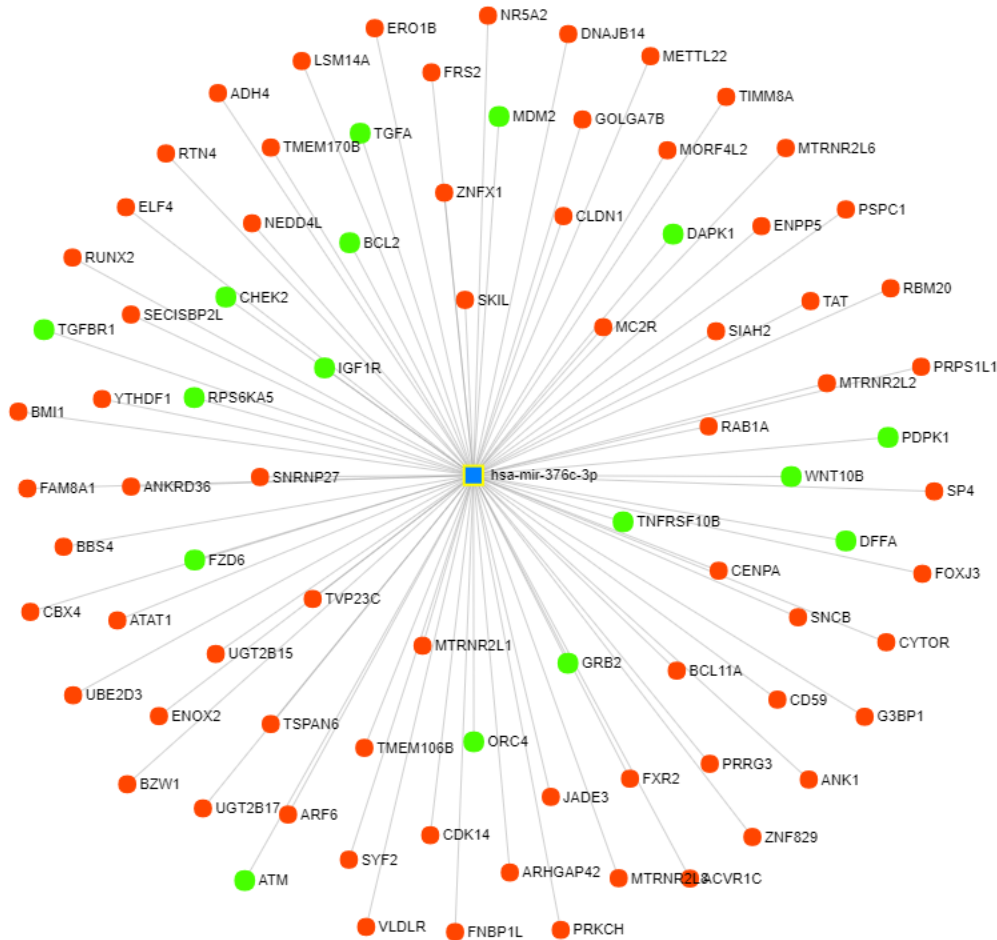 NR5A2
ERO1B
DNAJB14
METTL22
LSM14A
FRS2
ADH4
TIMM8A
MDM2
GOLGA7B
TGFA
TMEM170B
MTRNR2L6
MORF4L2
RTN4
ZNFX1
ELF4
PSPC1
CLDN1
NEDD4L
ENPP5
DAPK1
BCL2
RUNX2
RBM20
CHEK2
SKIL
TAT
SECISBP2L
MC2R
TGFBR1
SIAH2
PRPS1L1
IGF1R
MTRNR2L2
RPS6KA5
YTHDF1
BMI1
RAB1A
PDPK1
hsa-mir-376c-3p
WNT10B
SNRNP27
ANKRD36
FAM8A1
SP4
TNFRSF10B
DFFA
BBS4
FZD6
CENPA
FOXJ3
TVP23C
CBX4
SNCB
ATAT1
CYTOR
MTRNR2L1
UGT2B15
GRB2
BCL11A
UBE2D3
CD59
ENOX2
G3BP1
TSPAN6
ORC4
TMEM106B
PRRG3
FXR2
ANK1
BZW1
JADE3
UGT2B17
ARF6
CDK14
ZNF829
SYF2
ARHGAP42
MTRNR2L8
ACVR1C
ATM
VLDLR
PRKCH
FNBP1L